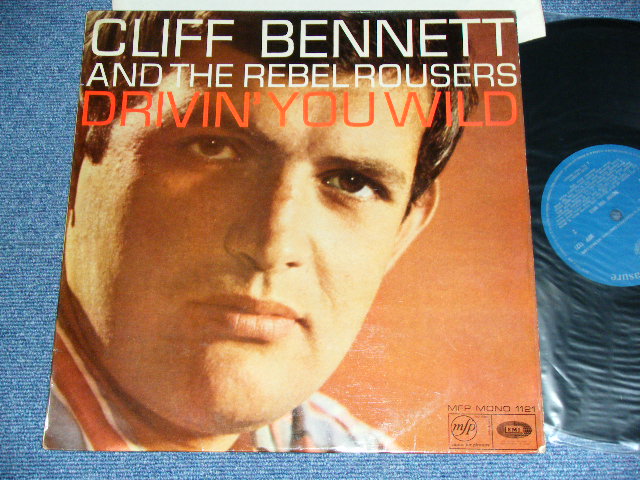 CLIFF BENNETT
AND THE REBEL ROUSERS
DRIVIN' YOU WILD
MFP MONO 1121
mfp
EMI